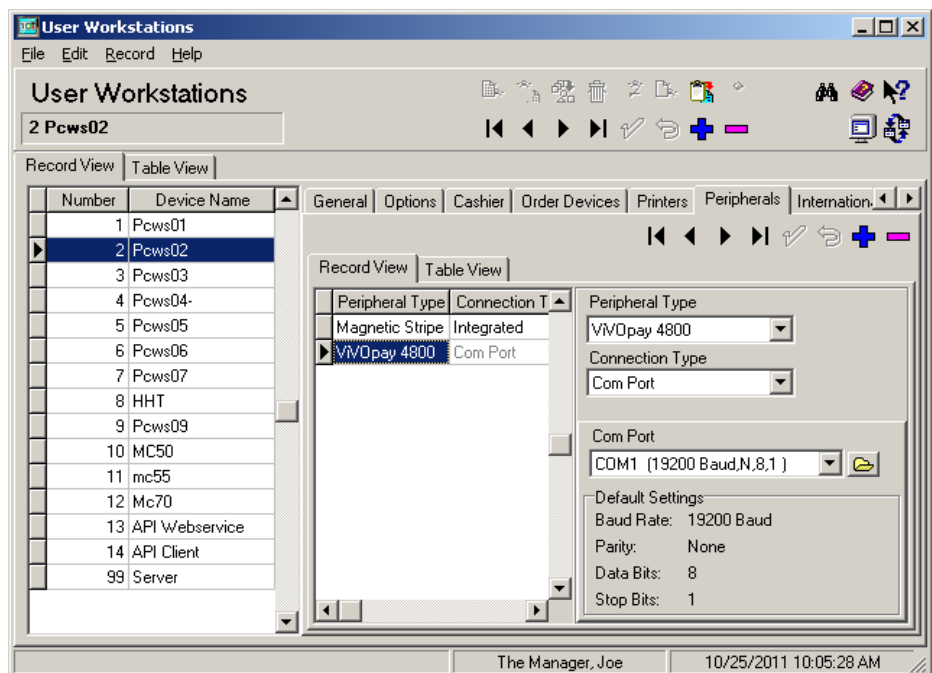 User Workstations
File Edit Record Help
User Workstations
2 Pcws02
Record View Table View
Number Device Name
1 Pcws01
2 Pcws02
3 Pcws03
4 Pcws04-
5 Pcws05
6 Pcws06
7 Pcws07
8 HHT
9 Pcws09
10 MC50
11 mc55
12 Mc70
13 API Webservice
14 API Client
99 Server
General Options Cashier Order Devices Printers Peripherals Internation
Record View Table View
Peripheral Type Connection T
Magnetic Stripe Integrated
ViVOpay 4800 Com Port
Peripheral Type
ViVOpay 4800
Connection Type
Com Port
Com Port
COM1 (19200 Baud,N,8,1 )
Default Settings
Baud Rate: 19200 Baud
Parity: None
Data Bits: 8
Stop Bits: 1
The Manager, Joe 10/25/2011 10:05:28 AM